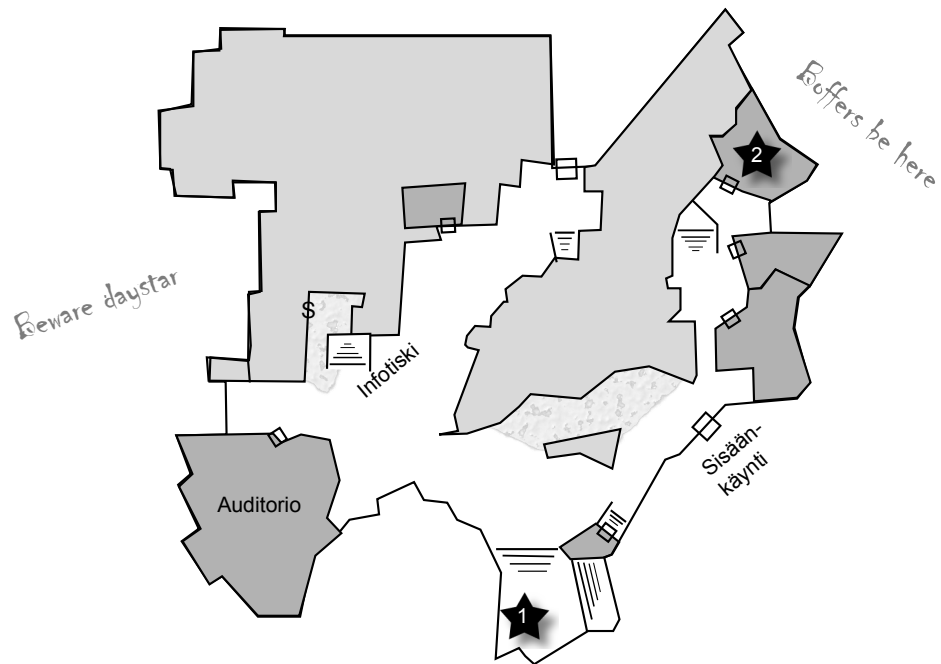 Boffers be here
2
Beware daystar
S
Infotiski
Sisään-
käynti
Auditorio
1